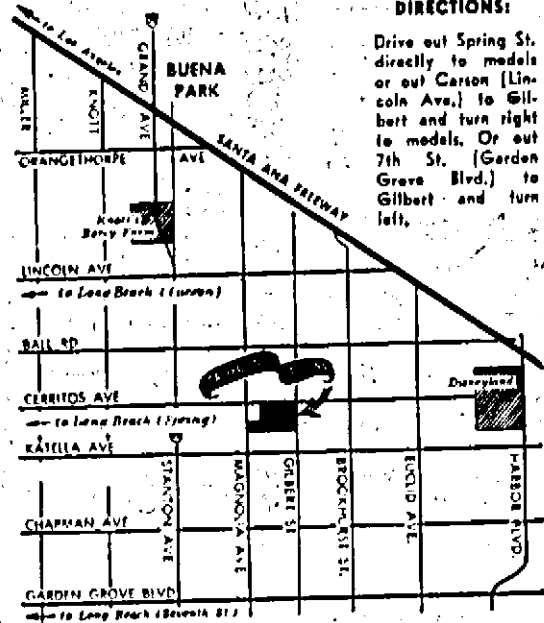 DIRECTIONS:
Drive out Spring St.
directly to models
or out Carson (Lin-
coln Ave.) to Gil-
bert and turn right
to models. Or out
7th St. (Garden
Grove Blvd.) to
Gilbert and turn
left.
to Los Angeles
GRAND AVE
BUENA
PARK
KNOTT
ORANGETHORPE AVE
SANTA ANA FREEWAY
Knott's
Berry Farm
LINCOLN AVE
to Long Beach (Carson)
BALL RD
Disneyland
CERRITOS AVE
to Long Beach (Spring)
KATELLA AVE
STANTON AVE
MAGNOLIA AVE
GILBERT ST
BROCKHURST ST.
EUCLID AVE.
HARBOR BLVD.
CHAPMAN AVE
GARDEN GROVE BLVD
to Long Beach (Seventh St.)